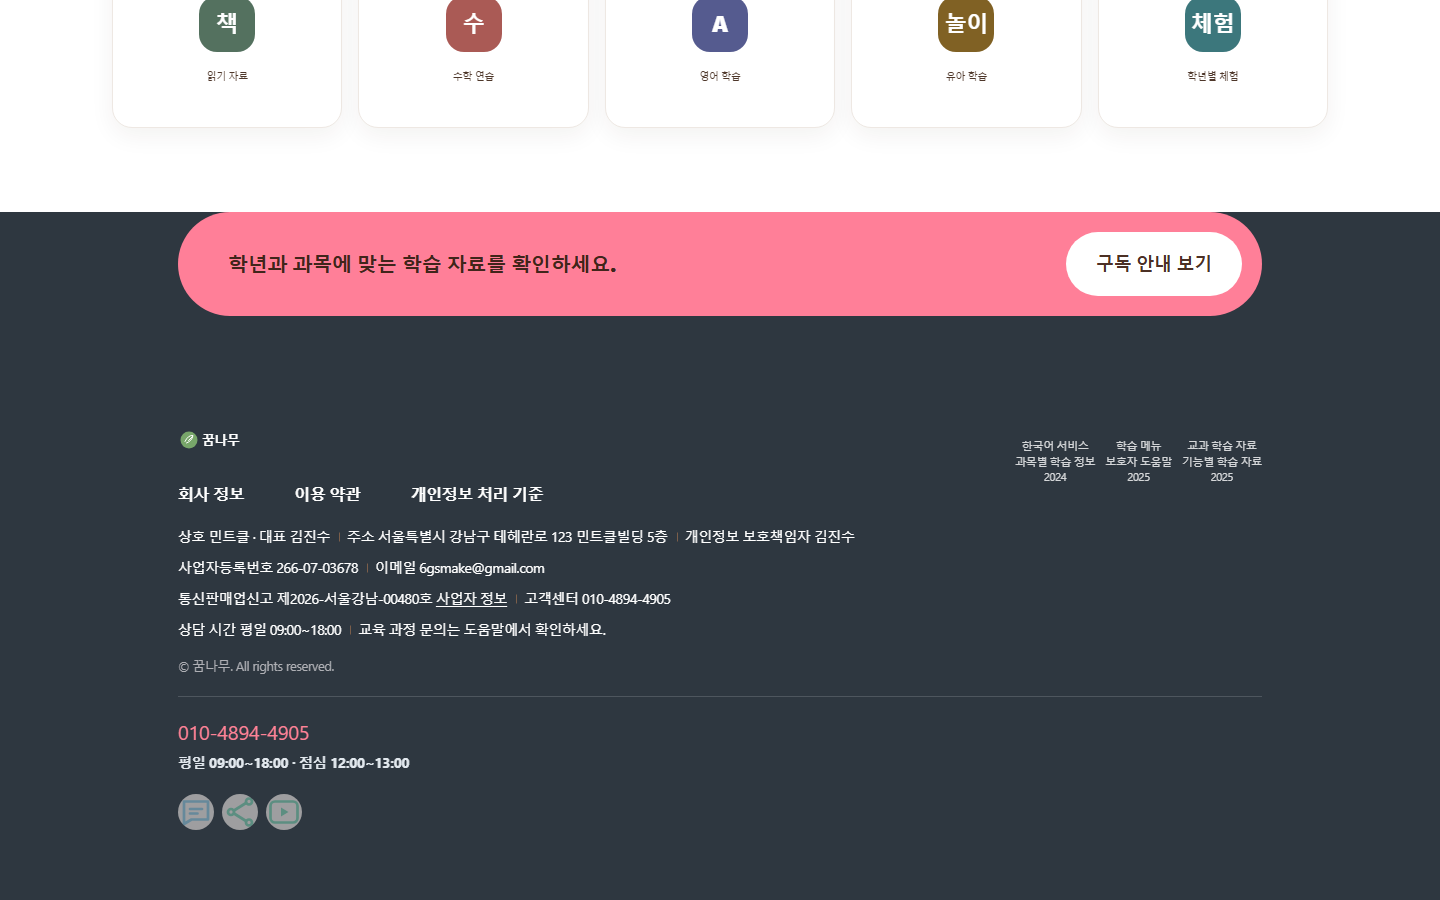 책
수
A
놀이
체험
읽기 자료
수학 연습
영어 학습
유아 학습
학년별 체험
학년과 과목에 맞는 학습 자료를 확인하세요.
구독 안내 보기
꿈나무
한국어 서비스
과목별 학습 정보
2024
학습 메뉴
보호자 도움말
2025
교과 학습 자료
기능별 학습 자료
2025
회사 정보
이용 약관
개인정보 처리 기준
상호 민트클 · 대표 김진수 | 주소 서울특별시 강남구 테헤란로 123 민트클빌딩 5층 | 개인정보 보호책임자 김진수
사업자등록번호 266-07-03678 | 이메일 6gsmake@gmail.com
통신판매업신고 제2026-서울강남-00480호 사업자 정보 | 고객센터 010-4894-4905
상담 시간 평일 09:00~18:00 | 교육 과정 문의는 도움말에서 확인하세요.
© 꿈나무. All rights reserved.
010-4894-4905
평일 09:00~18:00 · 점심 12:00~13:00